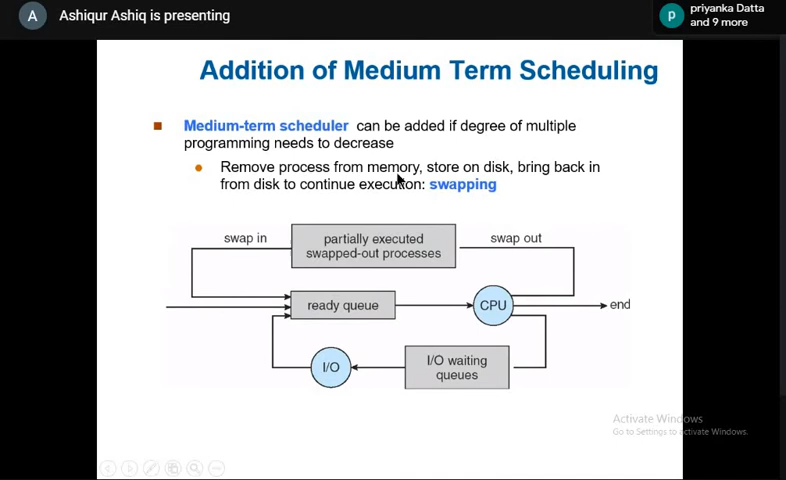 A
Ashiqur Ashiq is presenting
p
priyanka Datta
and 9 more
Addition of Medium Term Scheduling
Medium-term scheduler can be added if degree of multiple
programming needs to decrease
Remove process from memory, store on disk, bring back in
from disk to continue execution: swapping
swap in
partially executed
swapped-out processes
swap out
ready queue
CPU
end
I/O
I/O waiting
queues
Activate Windows
Go to Settings to activate Windows.